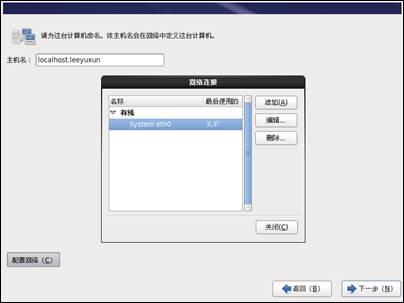 请为这台计算机命名。该主机名会在网络中定义这台计算机。
主机名： localhost.leeyuxun
网络连接
名称 最后使用的
有线
System eth0 从不
添加(A)
编辑...
删除...
关闭(C)
配置网络（C）
返回（B） 下一步（N）